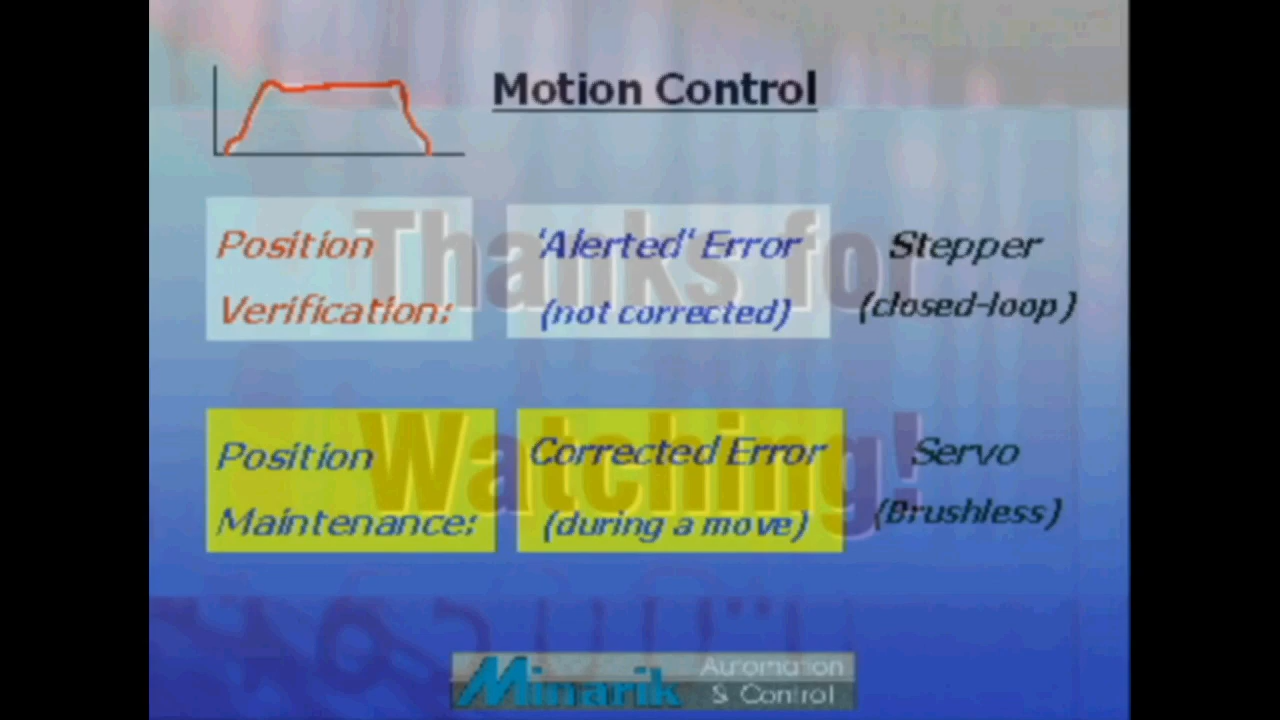 Motion Control
Position
Verification:
'Alerted' Error
(not corrected)
Stepper
(closed-loop)
Thanks for
Position
Maintenance:
Corrected Error
(during a move)
Servo
(Brushless)
Watching!
Minarik
Automation
& Control